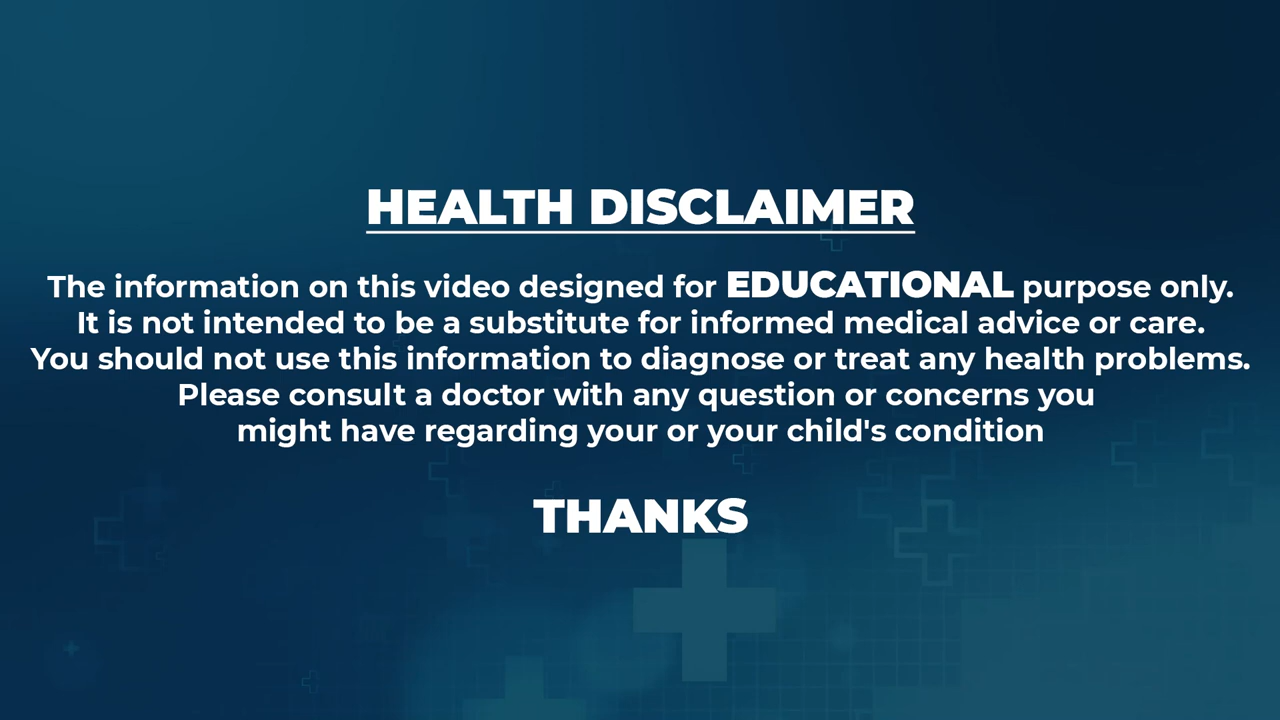 HEALTH DISCLAIMER
The information on this video designed for EDUCATIONAL purpose only.
It is not intended to be a substitute for informed medical advice or care.
You should not use this information to diagnose or treat any health problems.
Please consult a doctor with any question or concerns you
might have regarding your or your child's condition
THANKS